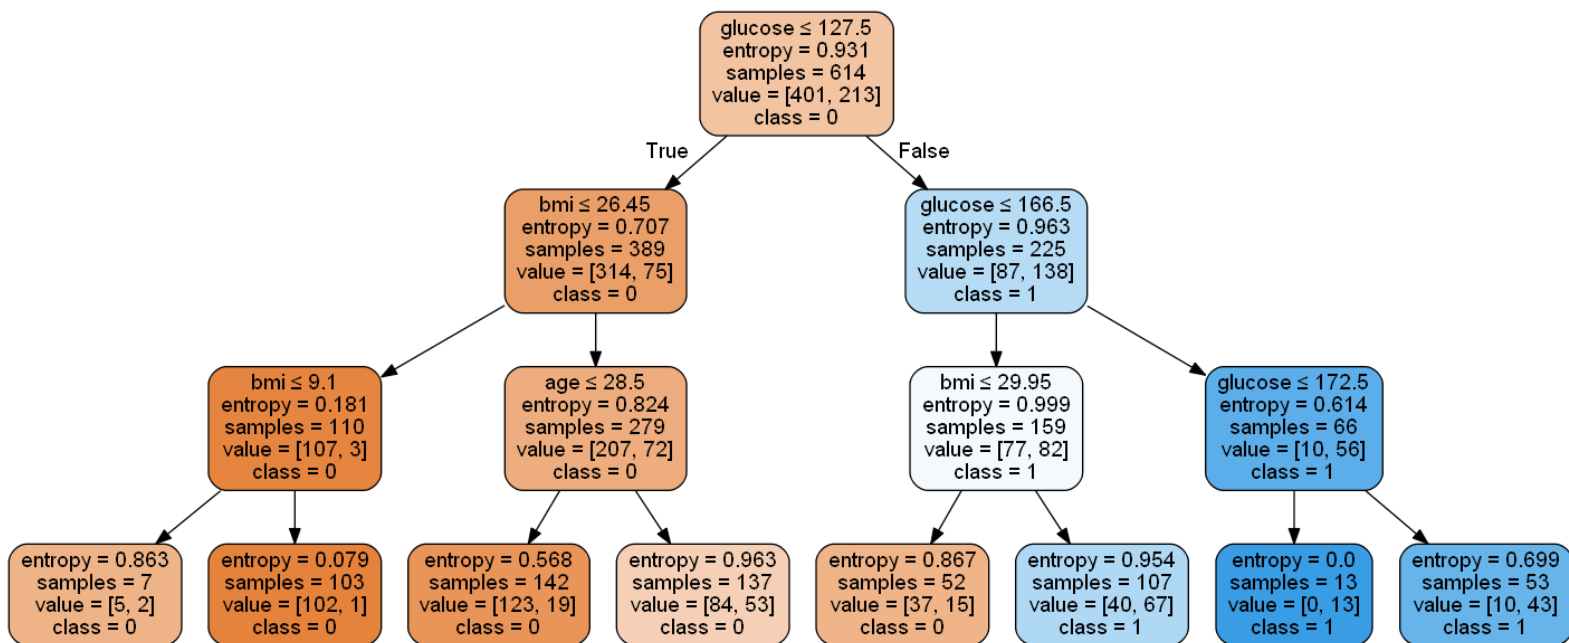 glucose ≤ 127.5
entropy = 0.931
samples = 614
value = [401, 213]
class = 0
True
False
bmi ≤ 26.45
entropy = 0.707
samples = 389
value = [314, 75]
class = 0
glucose ≤ 166.5
entropy = 0.963
samples = 225
value = [87, 138]
class = 1
bmi ≤ 9.1
entropy = 0.181
samples = 110
value = [107, 3]
class = 0
age ≤ 28.5
entropy = 0.824
samples = 279
value = [207, 72]
class = 0
bmi ≤ 29.95
entropy = 0.999
samples = 159
value = [77, 82]
class = 1
glucose ≤ 172.5
entropy = 0.614
samples = 66
value = [10, 56]
class = 1
entropy = 0.863
samples = 7
value = [5, 2]
class = 0
entropy = 0.079
samples = 103
value = [102, 1]
class = 0
entropy = 0.568
samples = 142
value = [123, 19]
class = 0
entropy = 0.963
samples = 137
value = [84, 53]
class = 0
entropy = 0.867
samples = 52
value = [37, 15]
class = 0
entropy = 0.954
samples = 107
value = [40, 67]
class = 1
entropy = 0.0
samples = 13
value = [0, 13]
class = 1
entropy = 0.699
samples = 53
value = [10, 43]
class = 1